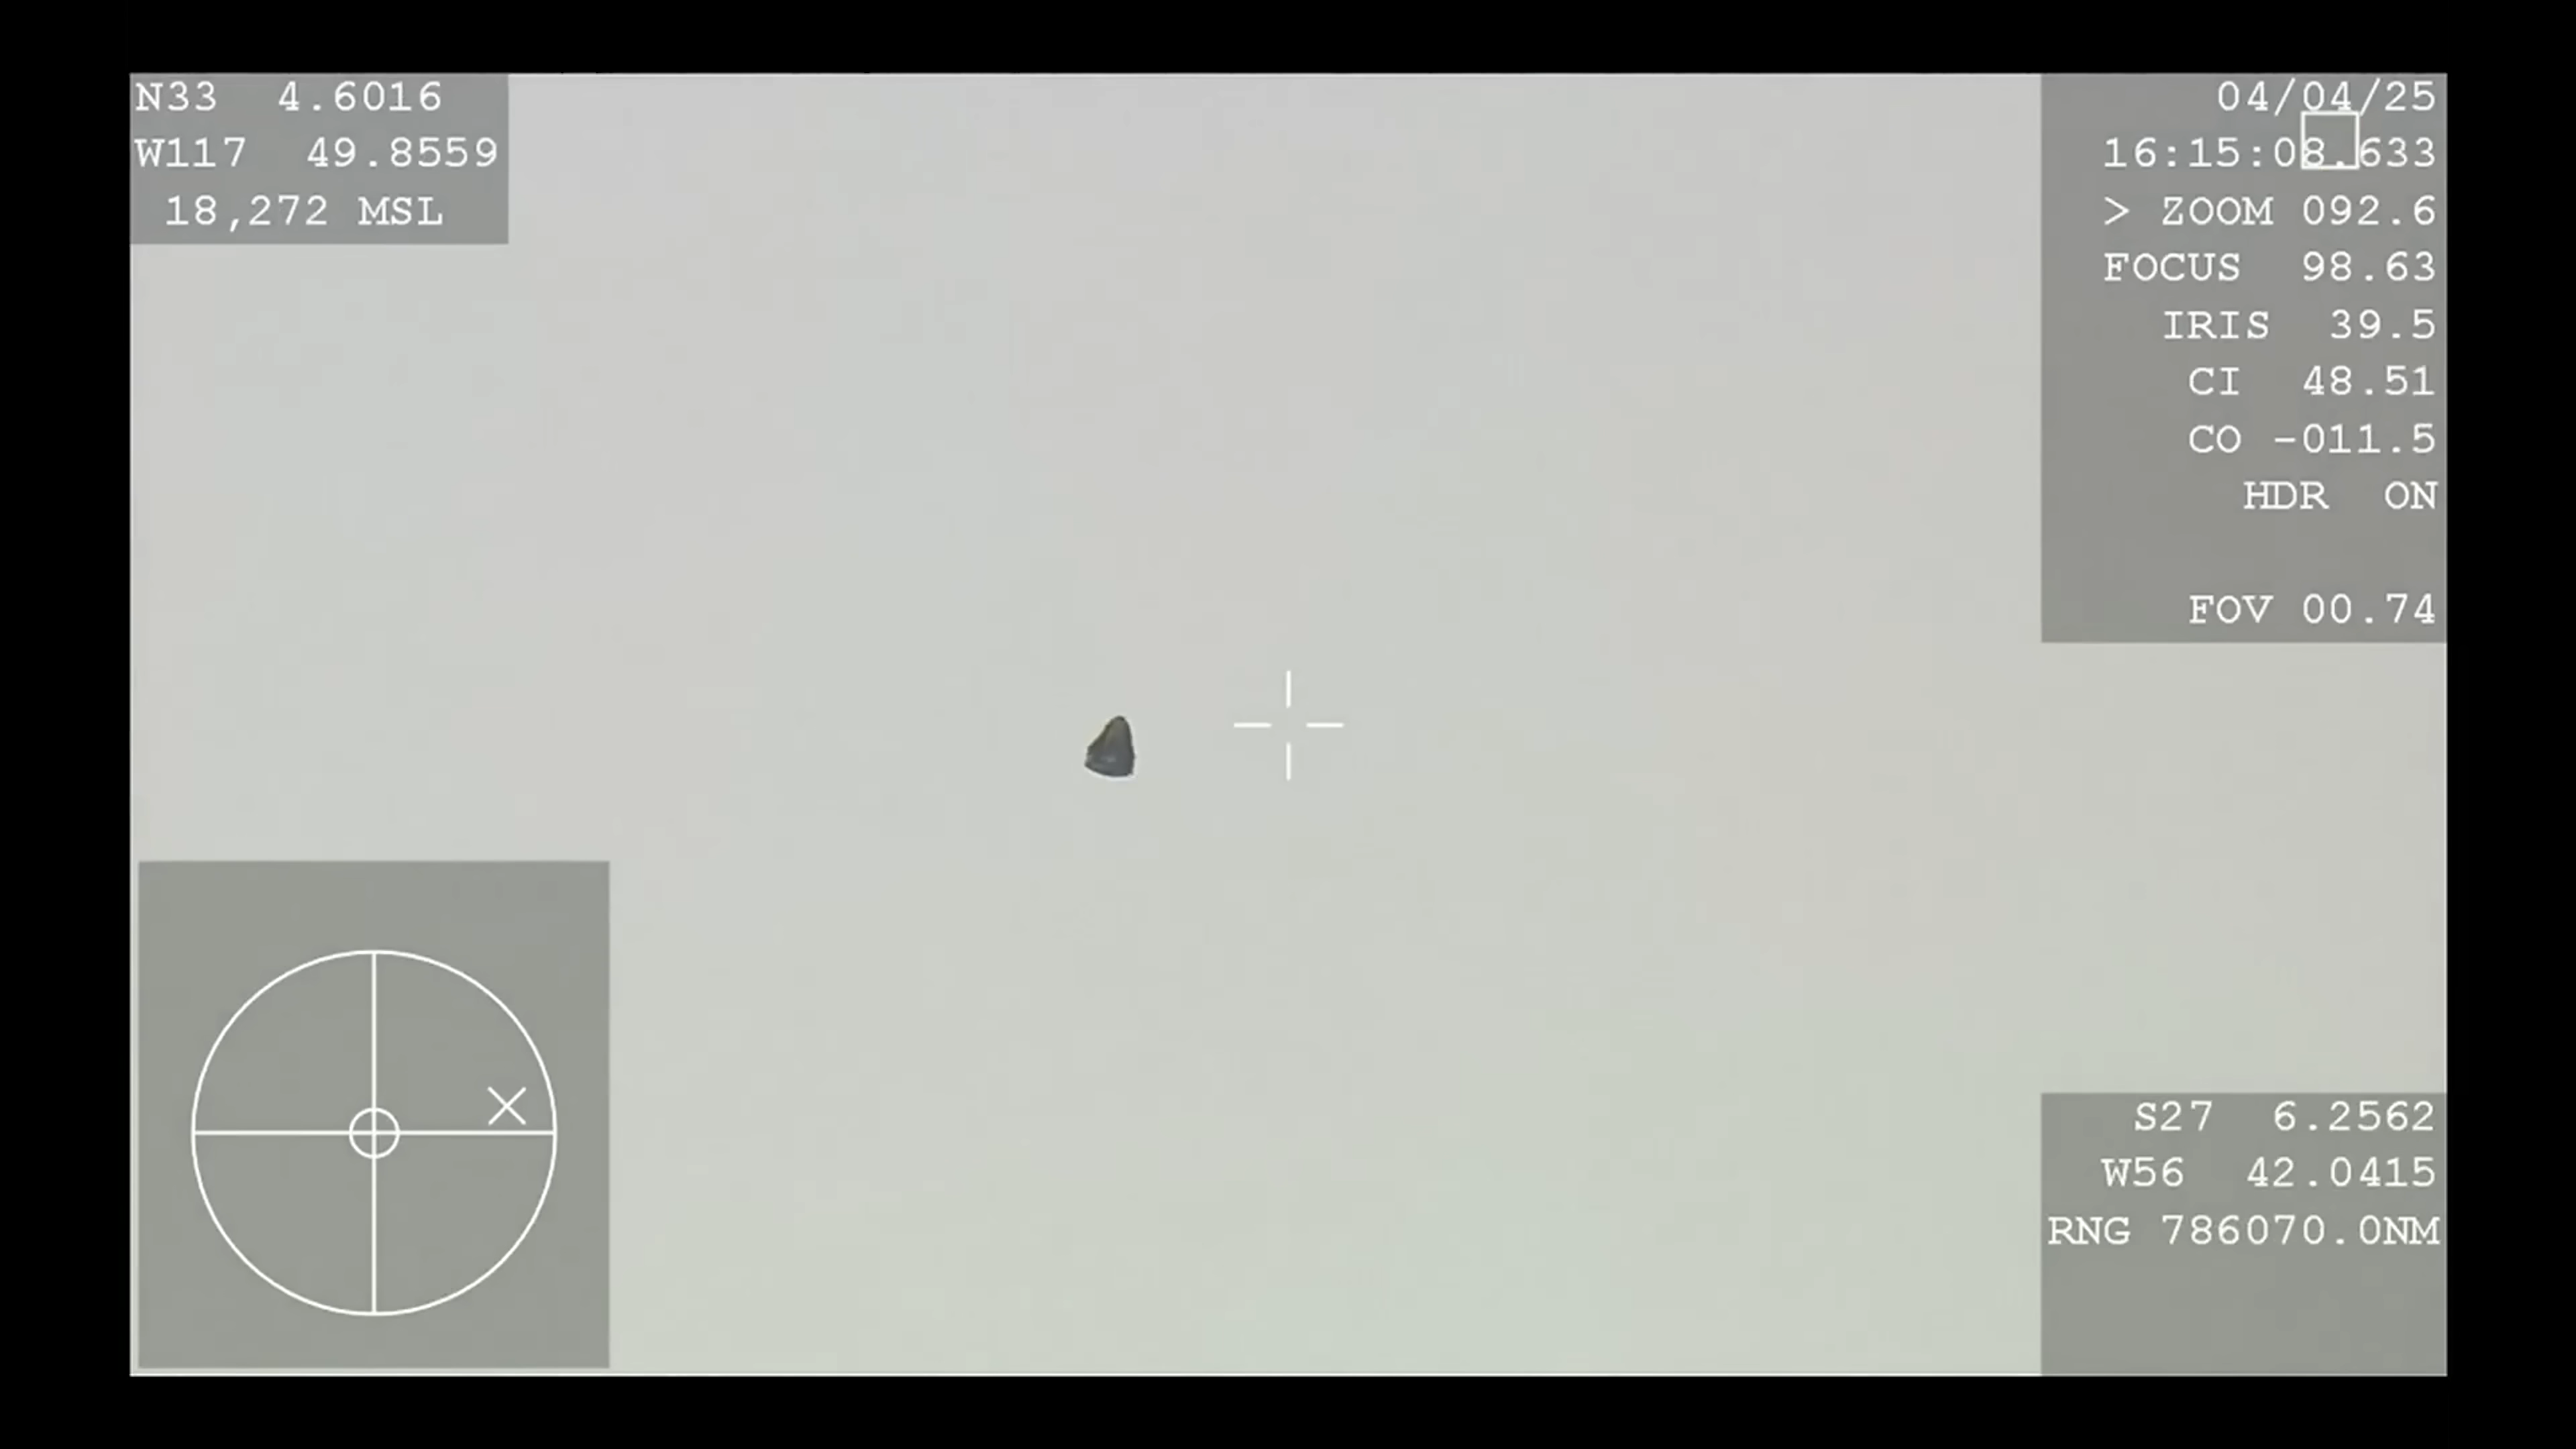 N33 4.6016
W117 49.8559
18,272 MSL
04/04/25
16:15:08.633
> ZOOM 092.6
FOCUS 98.63
IRIS 39.5
CI 48.51
CO -011.5
HDR ON
FOV 00.74
S27 6.2562
W56 42.0415
RNG 786070.0NM